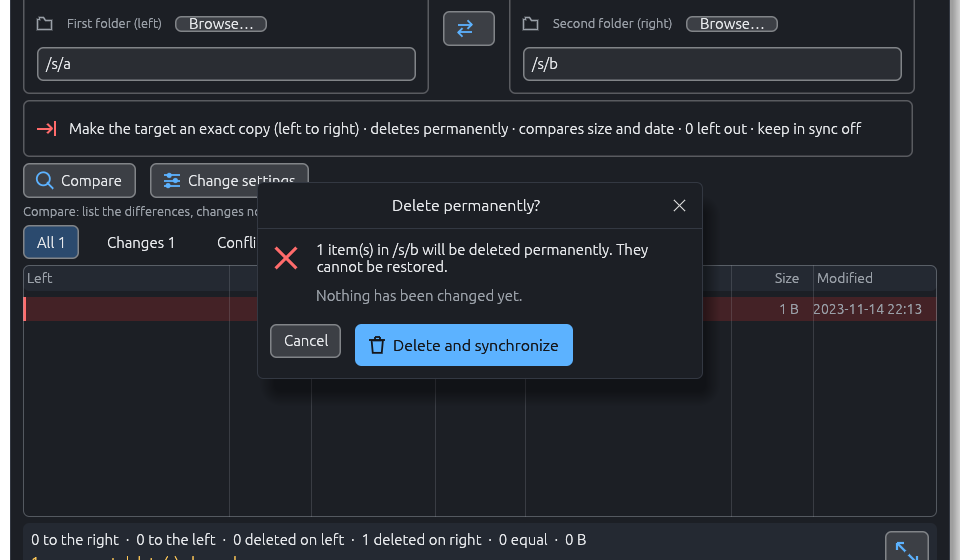 First folder (left) Browse... Second folder (right) Browse...
/s/a /s/b
Make the target an exact copy (left to right) · deletes permanently · compares size and date · 0 left out · keep in sync off
Compare Change settings
Compare: list the differences, changes
All 1 Changes 1
Left Size Modified
1 B 2023-11-14 22:13
Delete permanently?
1 item(s) in /s/b will be deleted permanently. They
cannot be restored.
Nothing has been changed yet.
Cancel Delete and synchronize
0 to the right · 0 to the left · 0 deleted on left · 1 deleted on right · 0 equal · 0 B